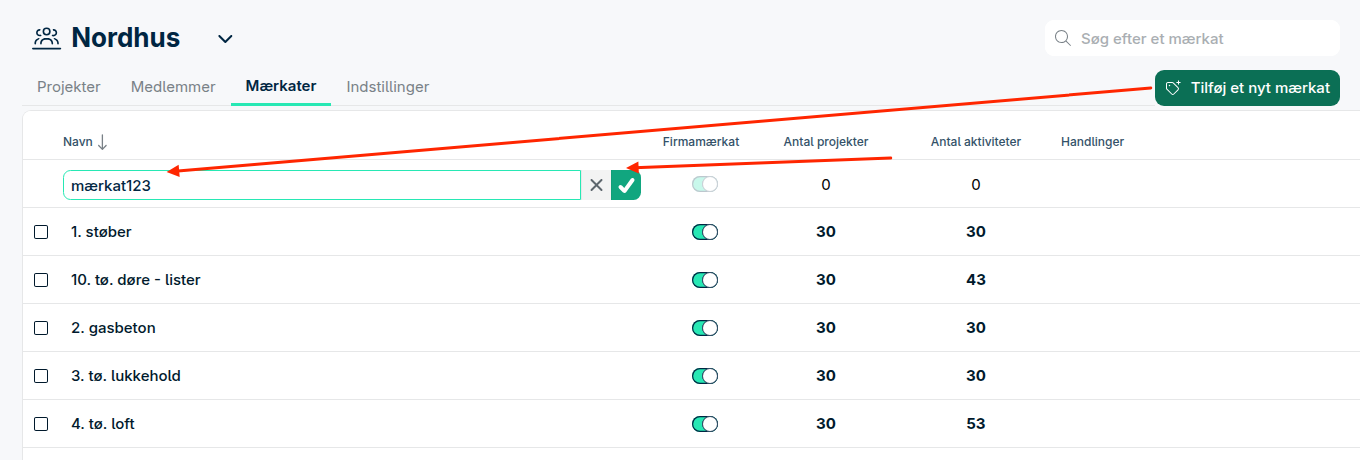 Nordhus
Søg efter et mærkat
Projekter Medlemmer Mærkater Indstillinger
Tilføj et nyt mærkat
Navn Firmamærkat Antal projekter Antal aktiviteter Handlinger
mærkat123 0 0
1. støber 30 30
10. tø. døre - lister 30 43
2. gasbeton 30 30
3. tø. lukkehold 30 30
4. tø. loft 30 53